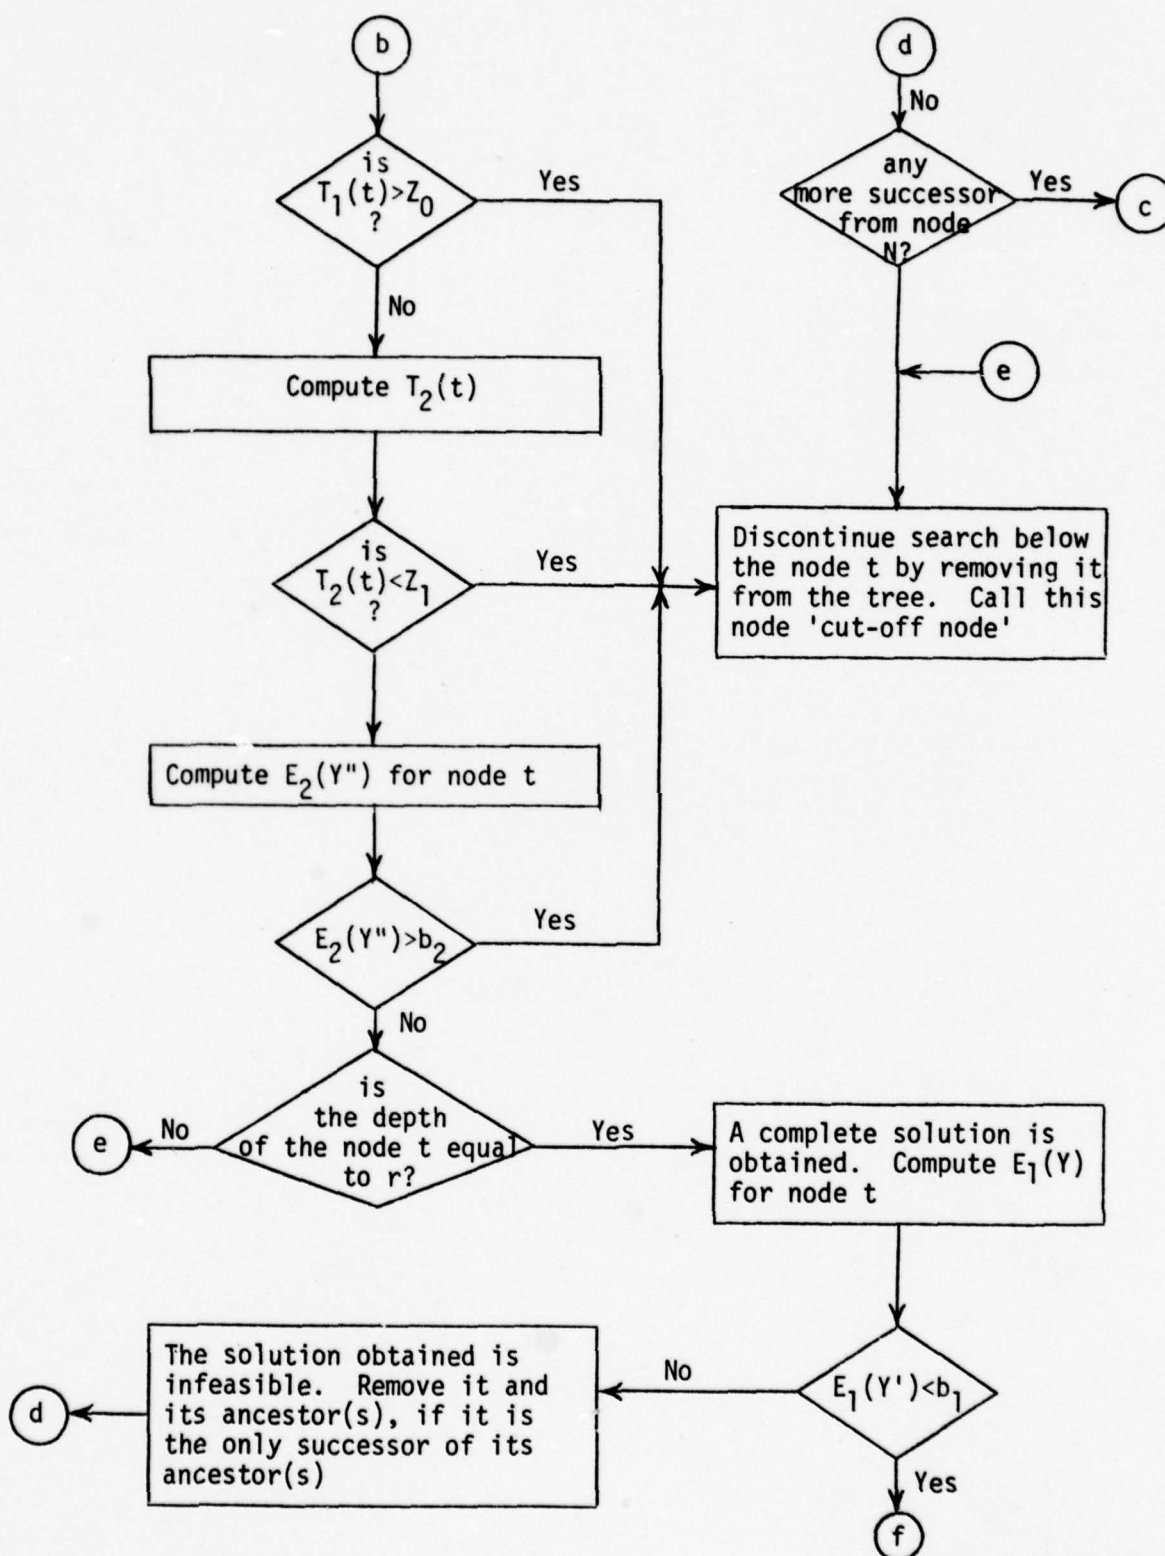 b
is
T1(t)>Z0
?
Yes
No
Compute T2(t)
is
T2(t)<Z1
?
Yes
Compute E2(Y") for node t
E2(Y")>b2
Yes
No
is
the depth
of the node t equal
to r?
No
e
Yes
d
No
any
more successor
from node
N?
Yes
c
e
Discontinue search below
the node t by removing it
from the tree. Call this
node 'cut-off node'
A complete solution is
obtained. Compute E1(Y)
for node t
E1(Y')<b1
No
Yes
f
The solution obtained is
infeasible. Remove it and
its ancestor(s), if it is
the only successor of its
ancestor(s)
d